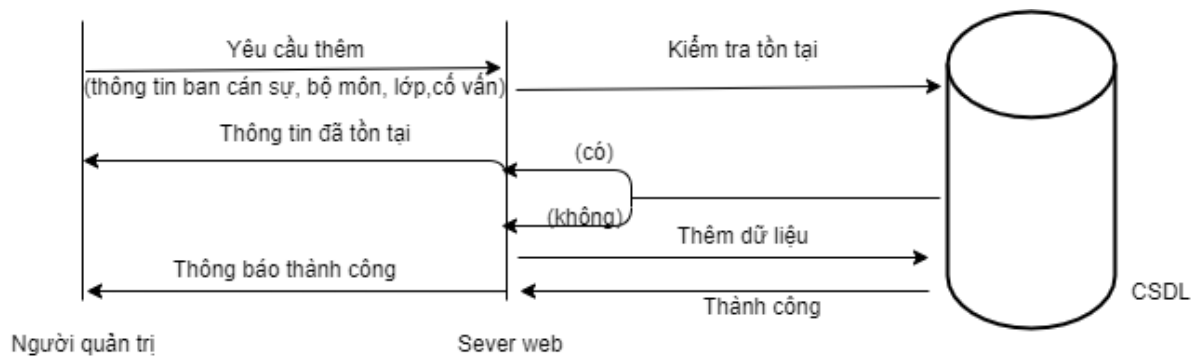 Yêu cầu thêm
Kiểm tra tồn tại
(thông tin ban cán sự, bộ môn, lớp,cố vấn)
Thông tin đã tồn tại
(có)
(không)
Thêm dữ liệu
Thông báo thành công
Thành công
CSDL
Người quản trị
Sever web